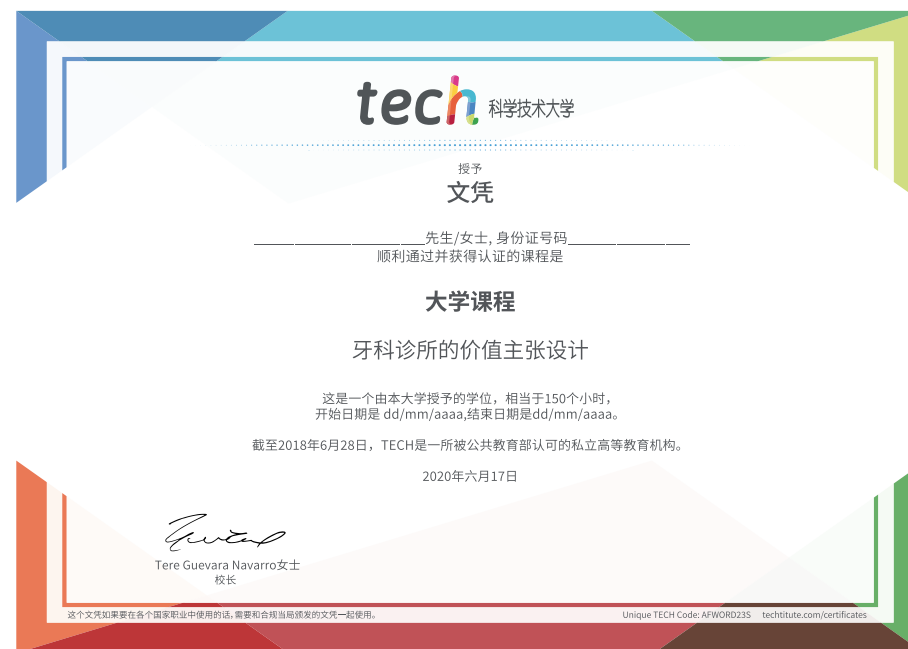 tech 科学技术大学
授予
文凭
____________________先生/女士, 身份证号码______________
顺利通过并获得认证的课程是
大学课程
牙科诊所的价值主张设计
这是一个由本大学授予的学位，相当于150个小时，
开始日期是 dd/mm/aaaa,结束日期是dd/mm/aaaa。
截至2018年6月28日，TECH是一所被公共教育部认可的私立高等教育机构。
2020年六月17日
Tere Guevara Navarro女士
校长
这个文凭如果要在各个国家职业中使用的话,需要和合规当局颁发的文凭一起使用。
Unique TECH Code: AFWORD23S techtitute.com/certificates